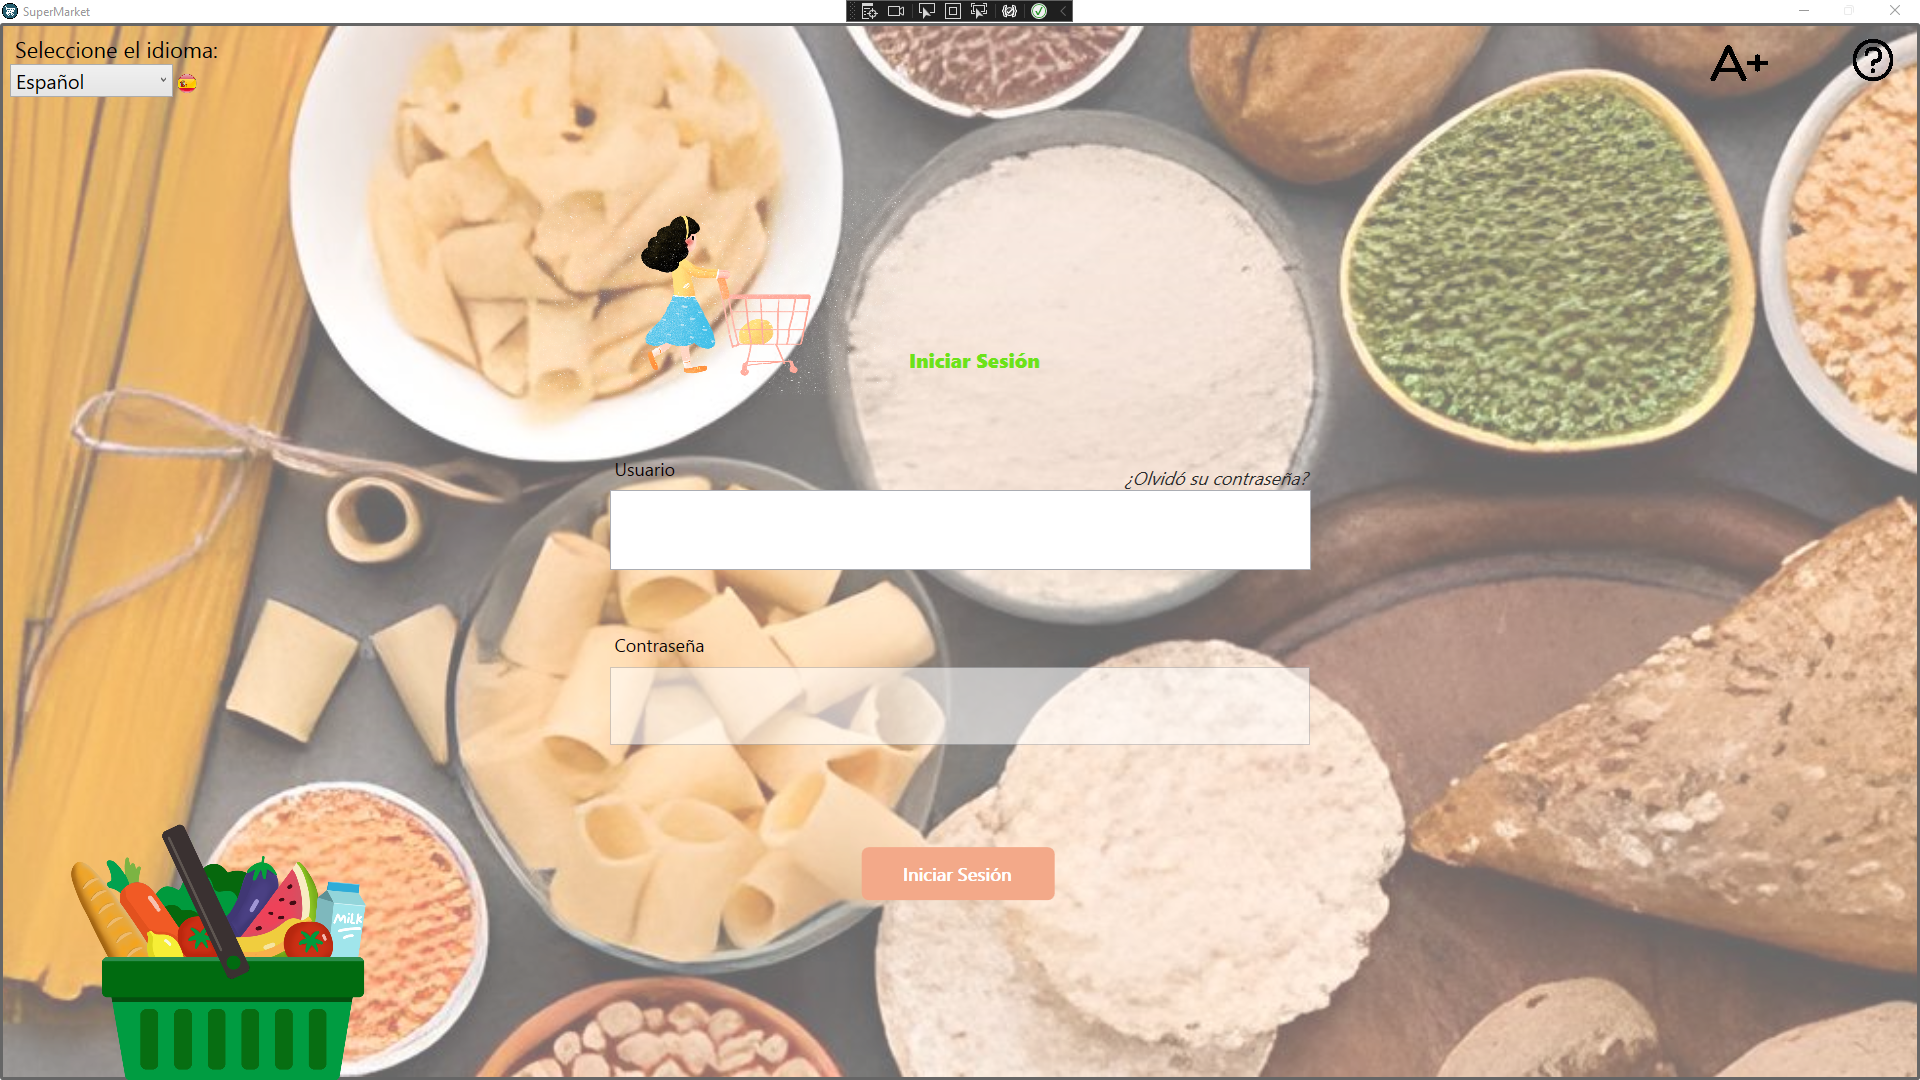 SuperMarket
Seleccione el idioma:
Español
A+
?
Iniciar Sesión
Usuario
¿Olvidó su contraseña?
Contraseña
Iniciar Sesión
MiLK